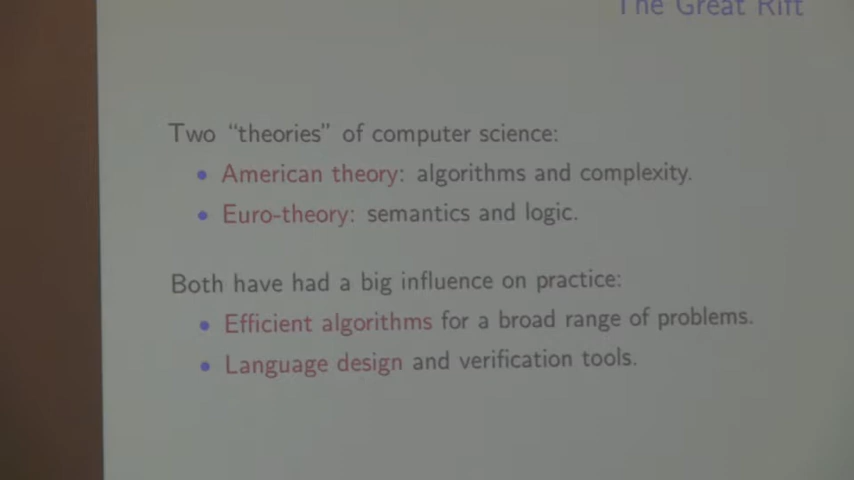 The Great Rift
Two “theories” of computer science:
• American theory: algorithms and complexity.
• Euro-theory: semantics and logic.
Both have had a big influence on practice:
• Efficient algorithms for a broad range of problems.
• Language design and verification tools.